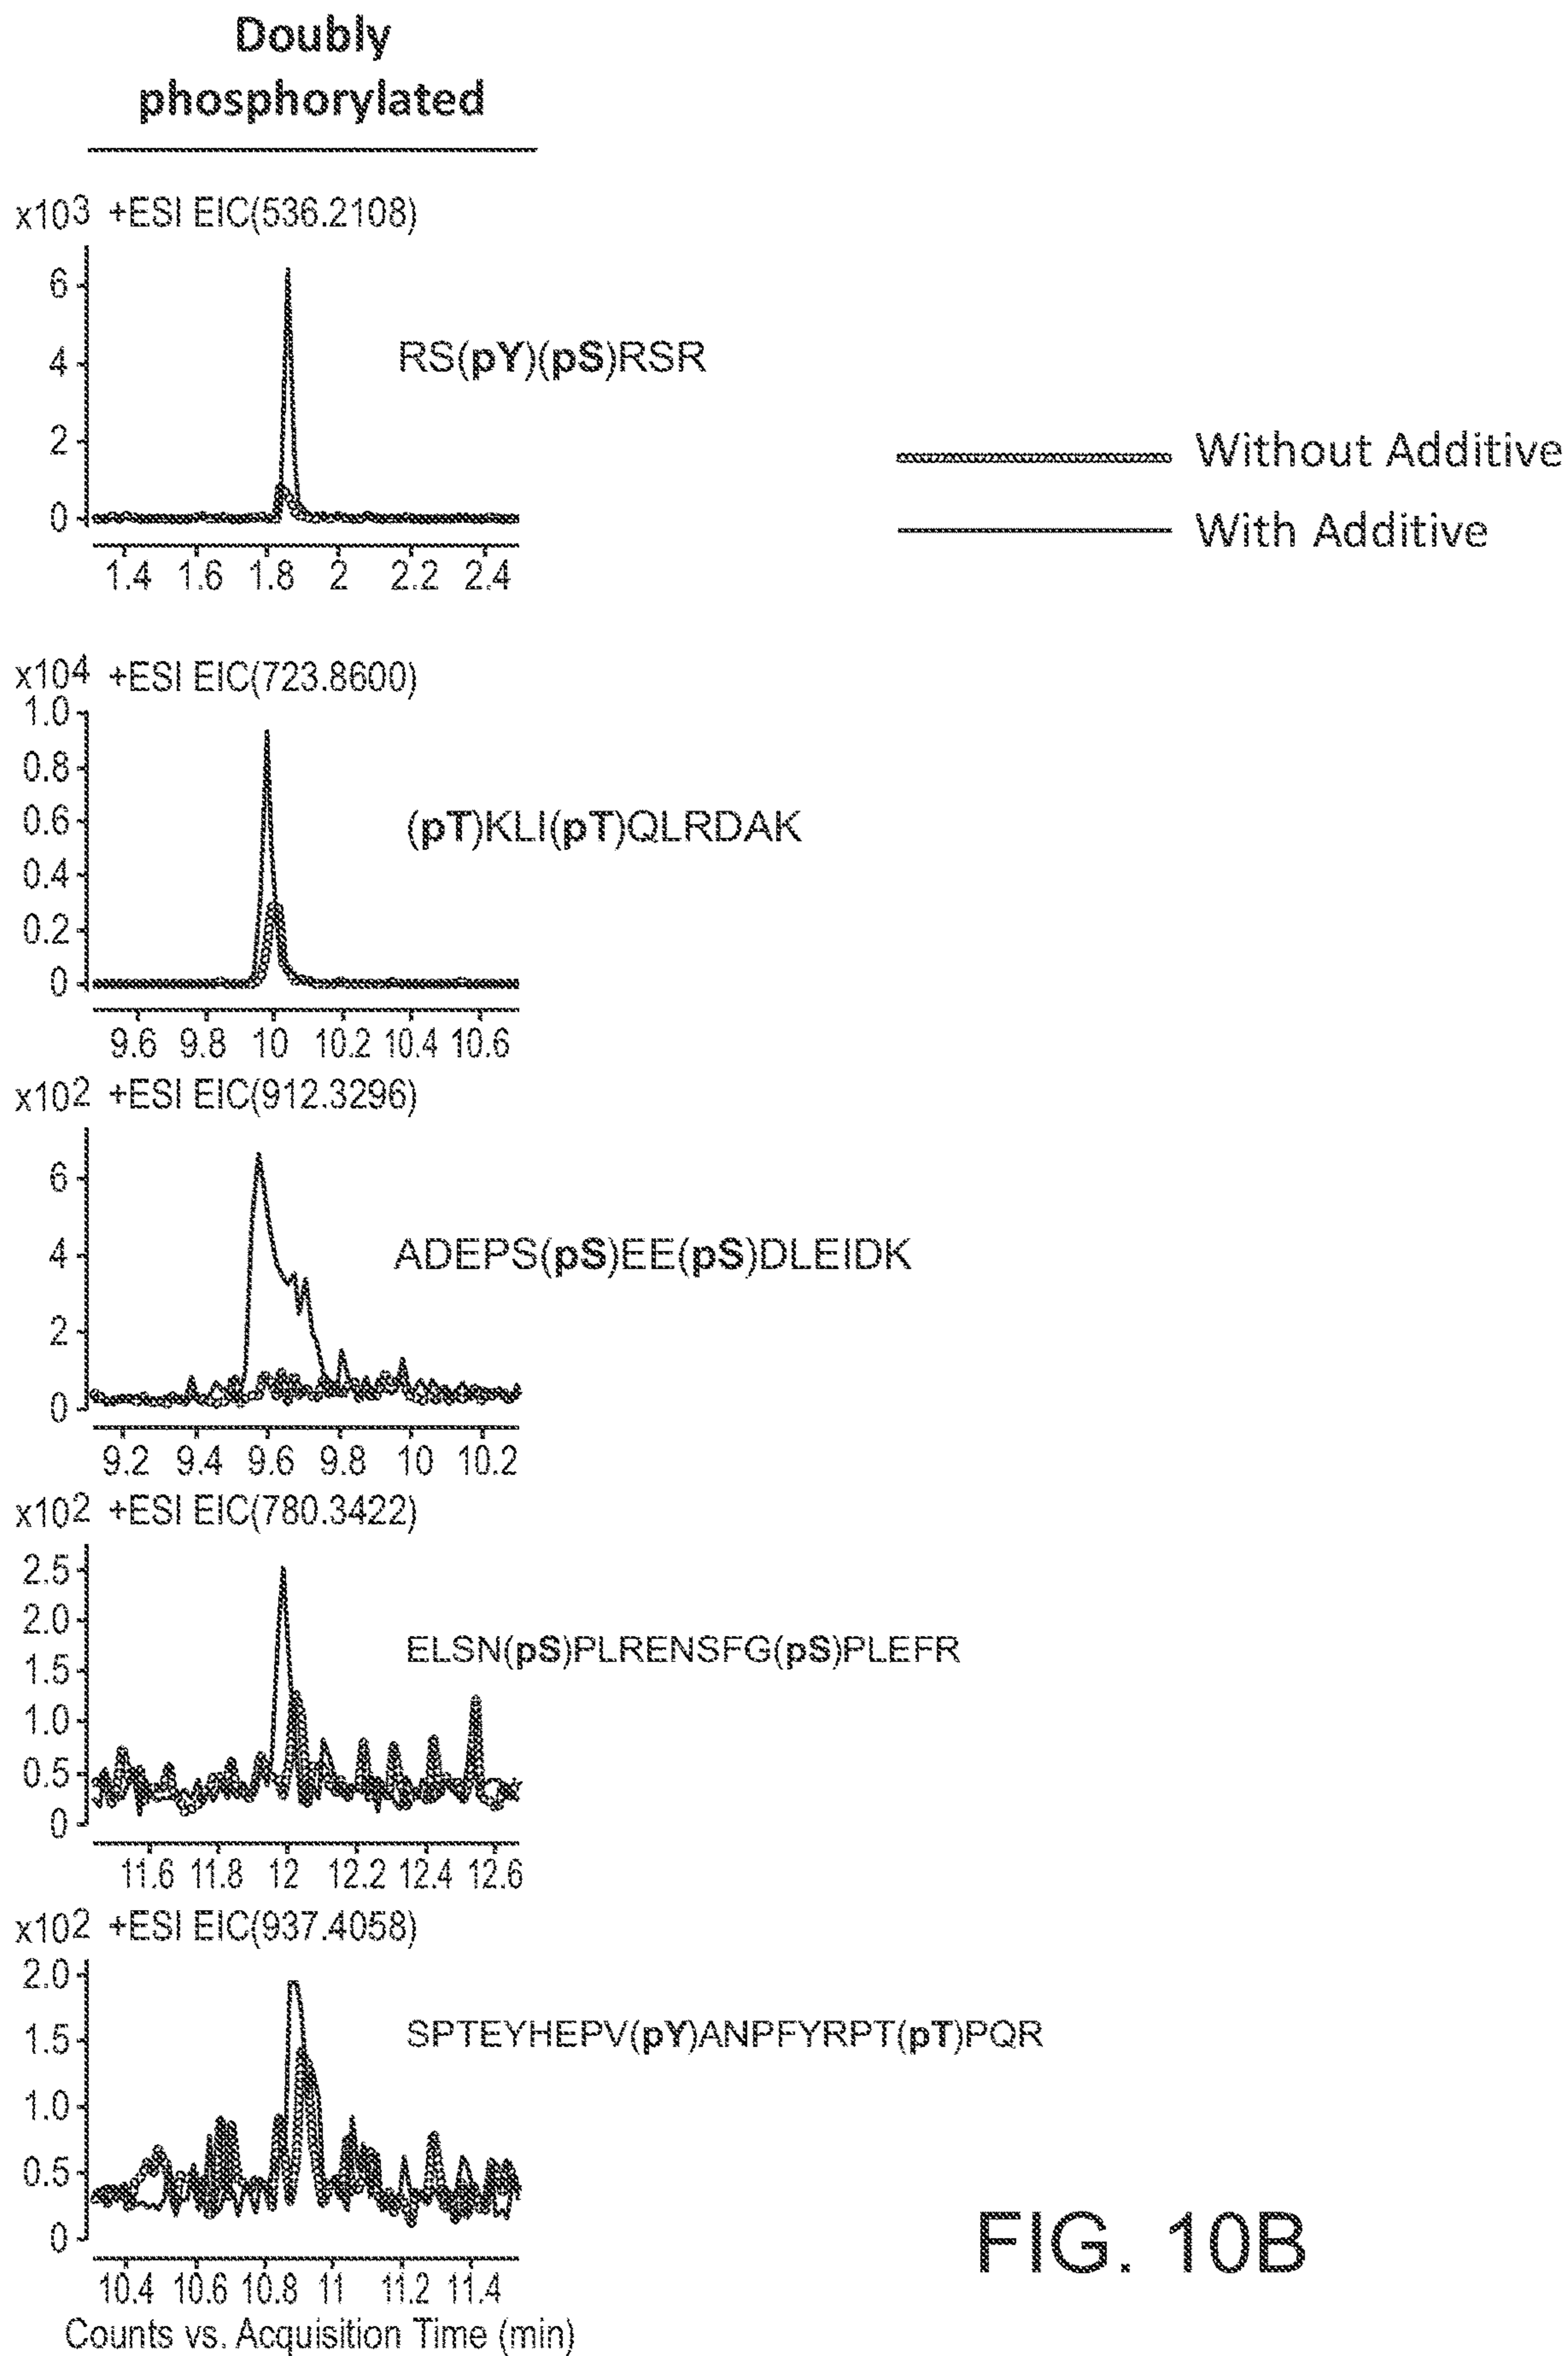 Doubly
phosphorylated
x103 +ESI EIC(536.2108)
6
4
2
0
1.4 1.6 1.8 2 2.2 2.4
RS(pY)(pS)RSR
Without Additive
With Additive
x104 +ESI EIC(723.8600)
1.0
0.8
0.6
0.4
0.2
0
9.6 9.8 10 10.2 10.4 10.6
(pT)KLI(pT)QLRDAK
x102 +ESI EIC(912.3296)
6
4
2
0
9.2 9.4 9.6 9.8 10 10.2
ADEPS(pS)EE(pS)DLEIDK
x102 +ESI EIC(780.3422)
2.5
2.0
1.5
1.0
0.5
0
11.6 11.8 12 12.2 12.4 12.6
ELSN(pS)PLRENSFG(pS)PLEFR
x102 +ESI EIC(937.4058)
2.0
1.5
1.0
0.5
0
10.4 10.6 10.8 11 11.2 11.4
SPTEYHEPV(pY)ANPFYRPT(pT)PQR
Counts vs. Acquisition Time (min)
FIG. 10B